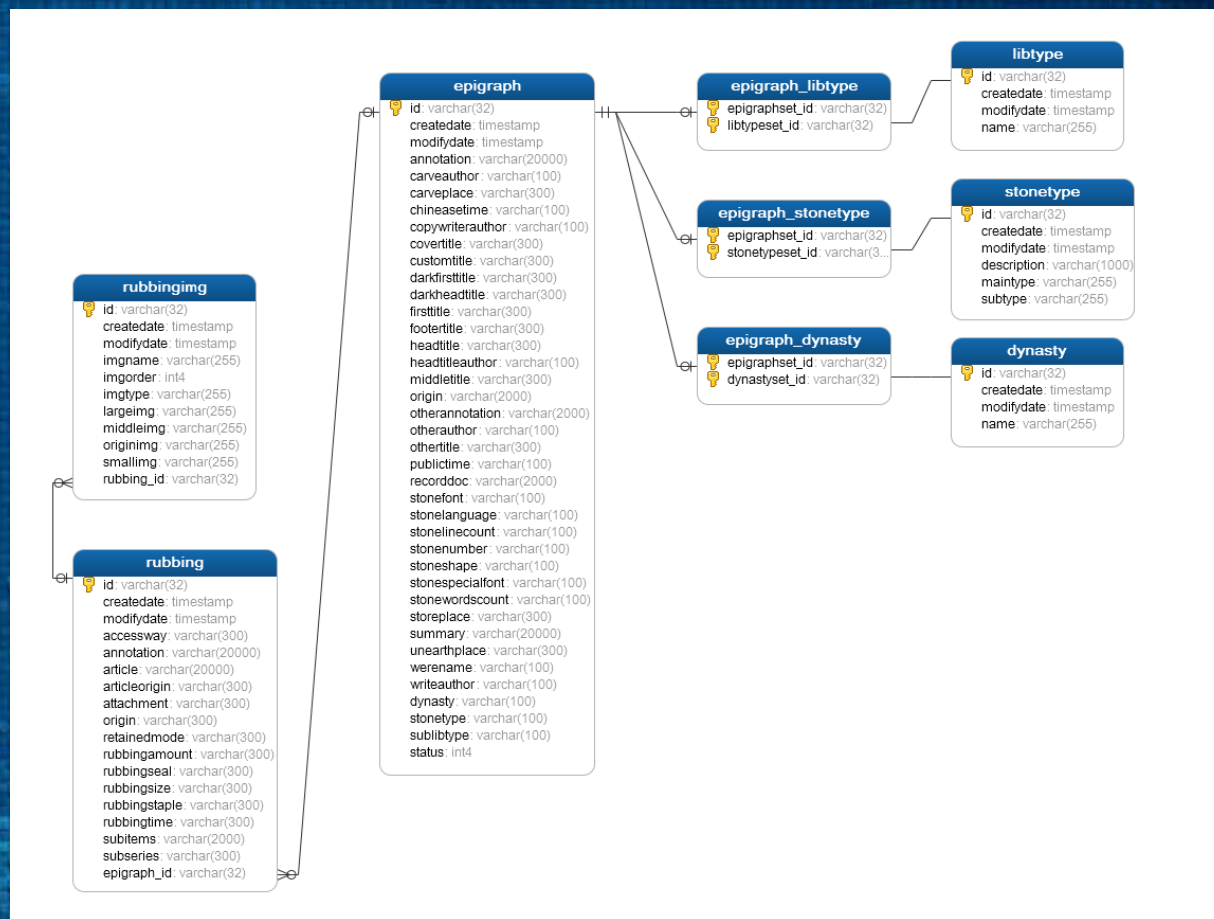 epigraph
id: varchar(32)
createdate: timestamp
modifydate: timestamp
annotation: varchar(20000)
carveauthor: varchar(100)
carveplace: varchar(300)
chineasetime: varchar(100)
copywriterauthor: varchar(100)
covertitle: varchar(300)
customtitle: varchar(300)
darkfirsttitle: varchar(300)
darkheadtitle: varchar(300)
firsttitle: varchar(300)
footertitle: varchar(300)
headtitle: varchar(300)
headtitleauthor: varchar(100)
middletitle: varchar(300)
origin: varchar(2000)
otherannotation: varchar(2000)
otherauthor: varchar(100)
othertitle: varchar(300)
publictime: varchar(100)
recorddoc: varchar(2000)
stonefont: varchar(100)
stonelanguage: varchar(100)
stonelinecount: varchar(100)
stonenumber: varchar(100)
stoneshape: varchar(100)
stonespecialfont: varchar(100)
stonewordscount: varchar(100)
storeplace: varchar(300)
summary: varchar(20000)
unearthplace: varchar(300)
werename: varchar(100)
writeauthor: varchar(100)
dynasty: varchar(100)
stonetype: varchar(100)
sublibtype: varchar(100)
status: int4
epigraph_libtype
epigraphset_id: varchar(32)
libtypeset_id: varchar(32)
libtype
id: varchar(32)
createdate: timestamp
modifydate: timestamp
name: varchar(255)
epigraph_stonetype
epigraphset_id: varchar(32)
stonetypeset_id: varchar(3...
stonetype
id: varchar(32)
createdate: timestamp
modifydate: timestamp
description: varchar(1000)
maintype: varchar(255)
subtype: varchar(255)
epigraph_dynasty
epigraphset_id: varchar(32)
dynastyset_id: varchar(32)
dynasty
id: varchar(32)
createdate: timestamp
modifydate: timestamp
name: varchar(255)
rubbingimg
id: varchar(32)
createdate: timestamp
modifydate: timestamp
imgname: varchar(255)
imgorder: int4
imgtype: varchar(255)
largeimg: varchar(255)
middleimg: varchar(255)
originimg: varchar(255)
smallimg: varchar(255)
rubbing_id: varchar(32)
rubbing
id: varchar(32)
createdate: timestamp
modifydate: timestamp
accessway: varchar(300)
annotation: varchar(20000)
article: varchar(20000)
articleorigin: varchar(300)
attachment: varchar(300)
origin: varchar(300)
retainedmode: varchar(300)
rubbingamount: varchar(300)
rubbingseal: varchar(300)
rubbingsize: varchar(300)
rubbingstaple: varchar(300)
rubbingtime: varchar(300)
subitems: varchar(2000)
subseries: varchar(300)
epigraph_id: varchar(32)